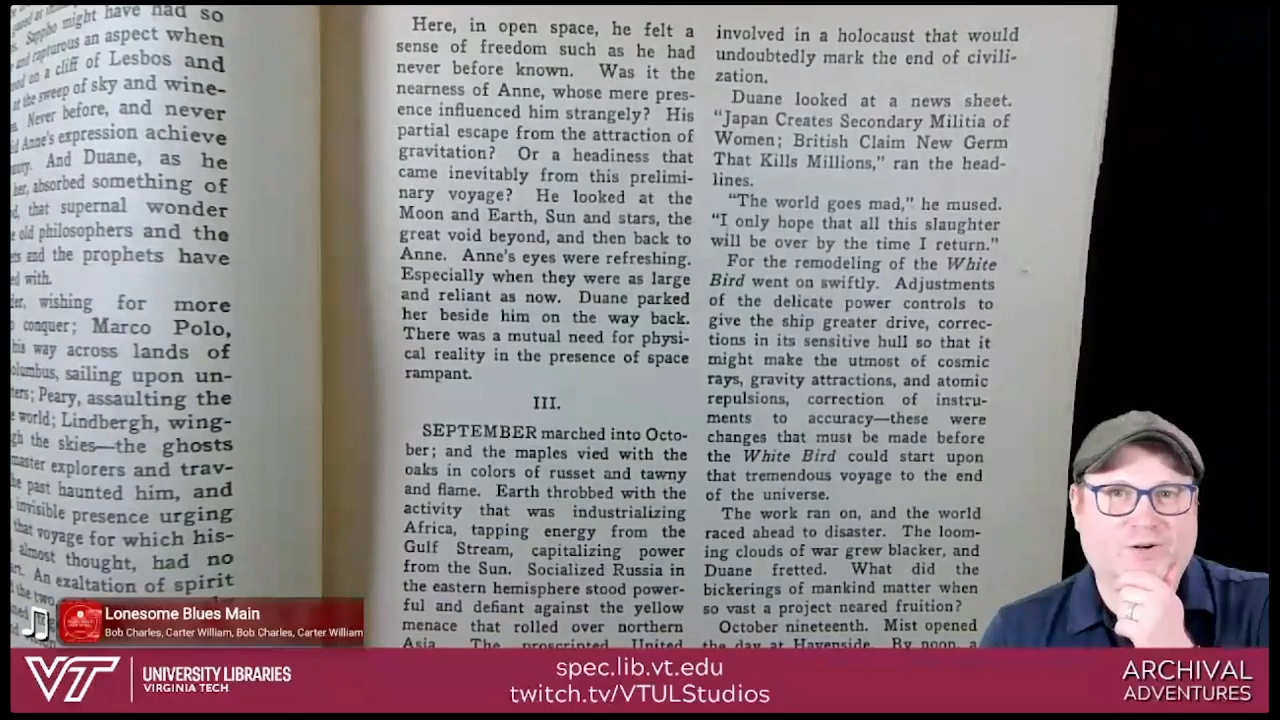 Sappho might have had so
and rapturous an aspect when
on a cliff of Lesbos and
at the sweep of sky and wine-
Never before, and never
Anne's expression achieve
And Duane, as he
her, absorbed something of
that supernal wonder
old philosophers and the
and the prophets have
with.
wishing for more
conquer; Marco Polo,
his way across lands of
sailing upon un-
Peary, assaulting the
world; Lindbergh, wing-
the skies—the ghosts
explorers and trav-
past haunted him, and
invisible presence urging
that voyage for which his-
almost thought, had no
An exaltation of spirit
the two
Here, in open space, he felt a
sense of freedom such as he had
never before known. Was it the
nearness of Anne, whose mere pres-
ence influenced him strangely? His
partial escape from the attraction of
gravitation? Or a headiness that
came inevitably from this prelimi-
nary voyage? He looked at the
Moon and Earth, Sun and stars, the
great void beyond, and then back to
Anne. Anne's eyes were refreshing.
Especially when they were as large
and reliant as now. Duane parked
her beside him on the way back.
There was a mutual need for physi-
cal reality in the presence of space
rampant.
III.
SEPTEMBER marched into Octo-
ber; and the maples vied with the
oaks in colors of russet and tawny
and flame. Earth throbbed with the
activity that was industrializing
Africa, tapping energy from the
Gulf Stream, capitalizing power
from the Sun. Socialized Russia in
the eastern hemisphere stood power-
ful and defiant against the yellow
menace that rolled over northern
Asia. The proscripted United
involved in a holocaust that would
undoubtedly mark the end of civili-
zation.
Duane looked at a news sheet.
"Japan Creates Secondary Militia of
Women; British Claim New Germ
That Kills Millions," ran the head-
lines.
"The world goes mad," he mused.
"I only hope that all this slaughter
will be over by the time I return."
For the remodeling of the White
Bird went on swiftly. Adjustments
of the delicate power controls to
give the ship greater drive, correc-
tions in its sensitive hull so that it
might make the utmost of cosmic
rays, gravity attractions, and atomic
repulsions, correction of instru-
ments to accuracy—these were
changes that must be made before
the White Bird could start upon
that tremendous voyage to the end
of the universe.
The work ran on, and the world
raced ahead to disaster. The loom-
ing clouds of war grew blacker, and
Duane fretted. What did the
bickerings of mankind matter when
so vast a project neared fruition?
October nineteenth. Mist opened
the day at Havenside. By noon, a
Lonesome Blues Main
Bob Charles, Carter William, Bob Charles, Carter William
VT
UNIVERSITY LIBRARIES
VIRGINIA TECH
spec.lib.vt.edu
twitch.tv/VTULStudios
ARCHIVAL
ADVENTURES